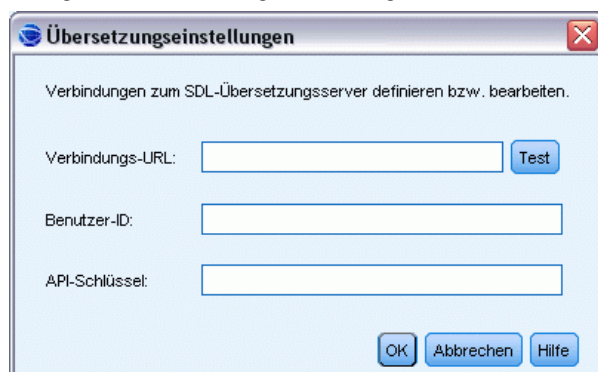 Übersetzungseinstellungen
Verbindungen zum SDL-Übersetzungsserver definieren bzw. bearbeiten.
Verbindungs-URL: Test
Benutzer-ID:
API-Schlüssel:
OK Abbrechen Hilfe